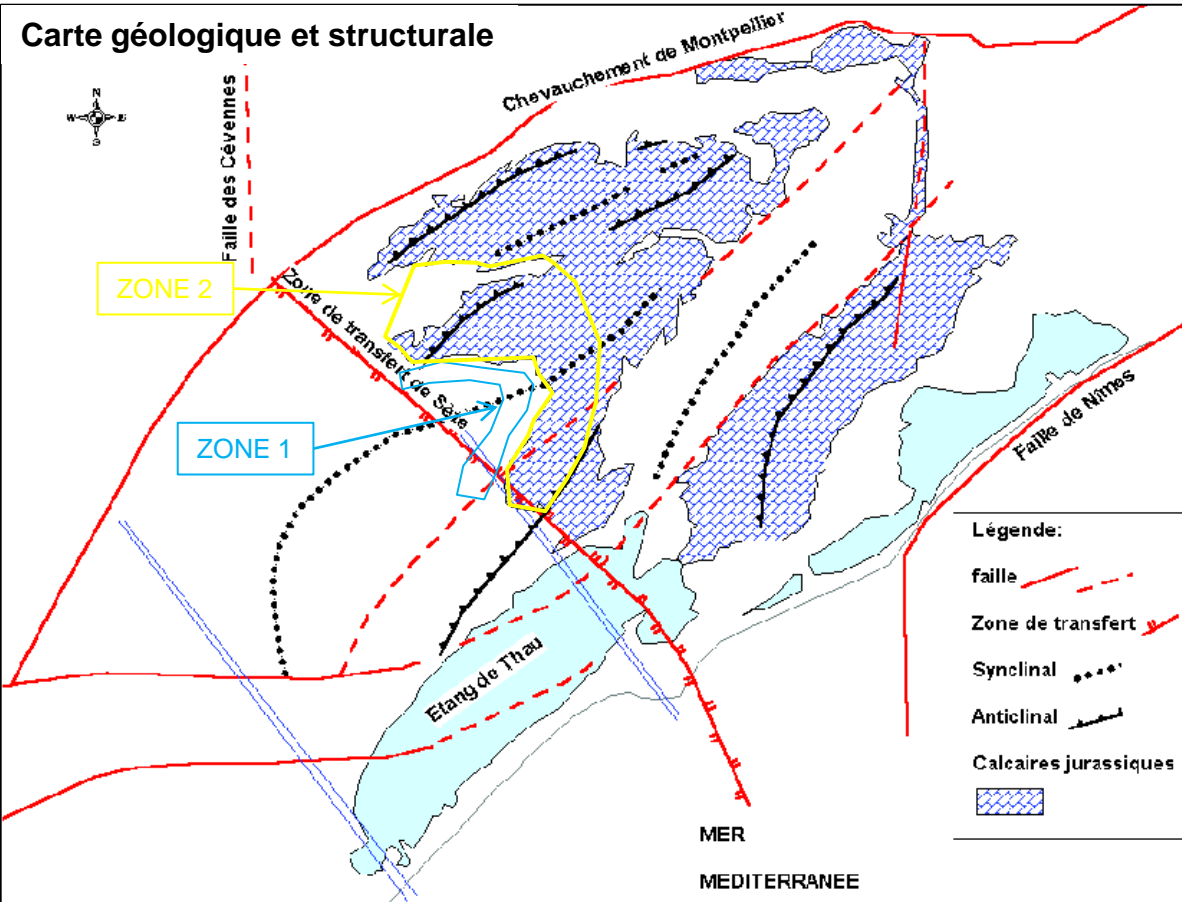 Carte géologique et structurale
Chevauchement de Montpellier
N
W
E
S
Faille des Cévennes
ZONE 2
Zone de transfert de Sète
ZONE 1
Faille de Nîmes
Etang de Thau
Légende:
faille
Zone de transfert
Synclinal
Anticlinal
Calcaires jurassiques
MER
MEDITERRANEE